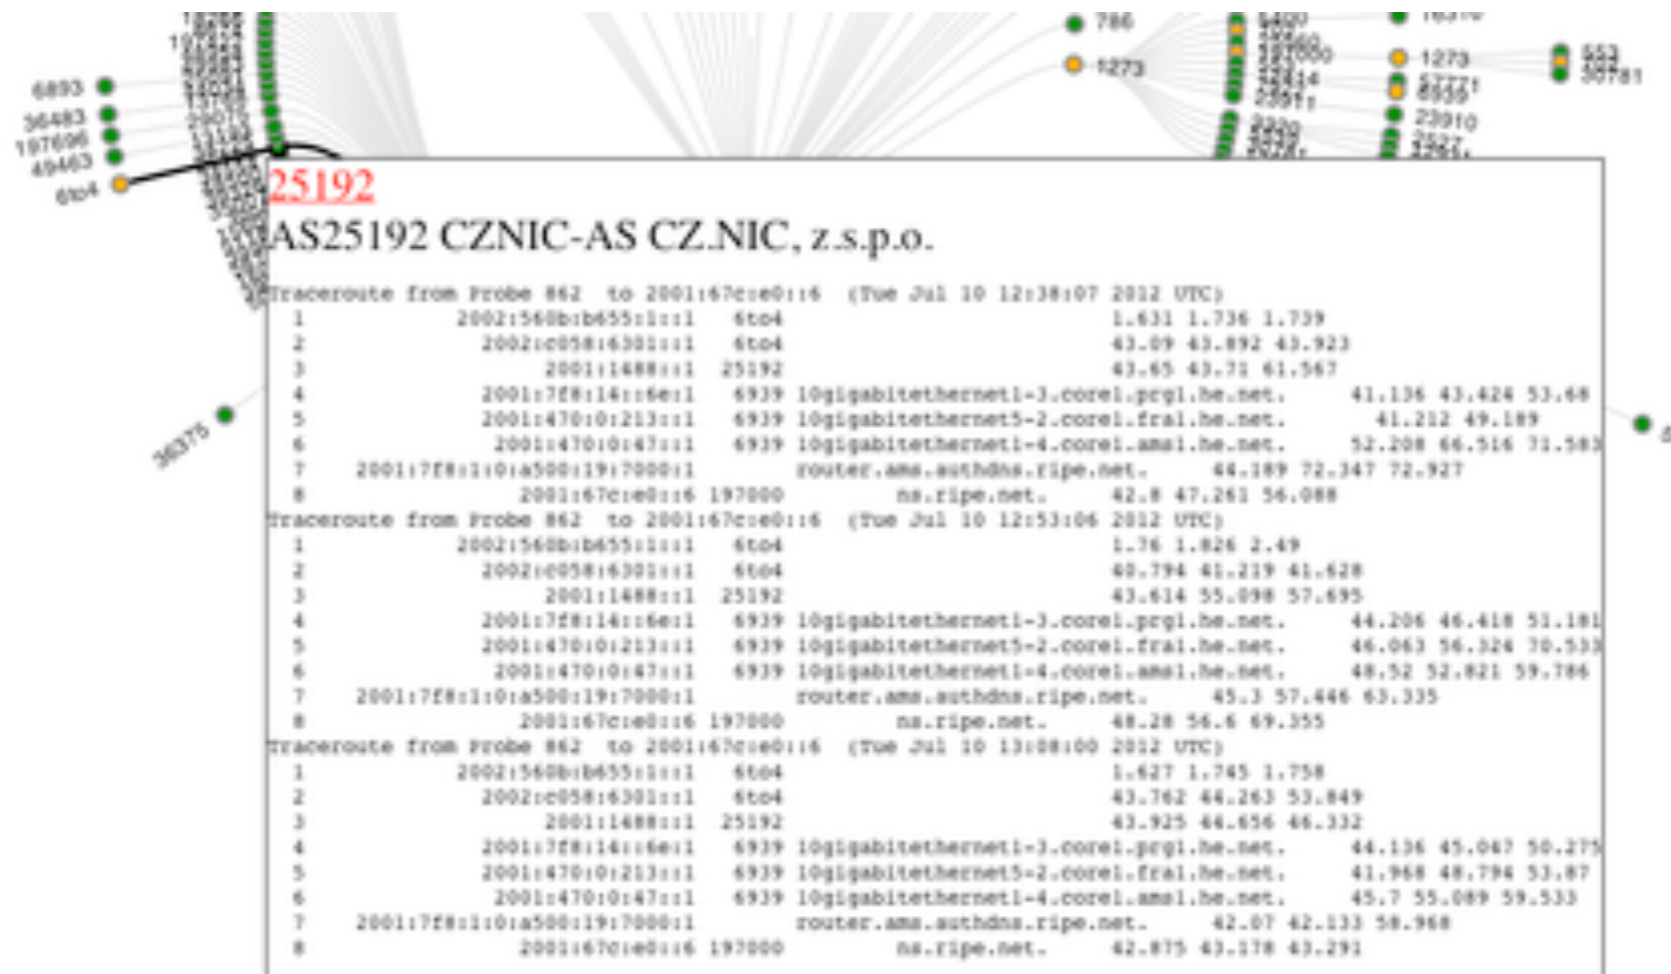 786
16310
1273
1273
553
30781
57771
6939
23910
23911
6893
36483
197696
49463
6to4
36375
25192
AS25192 CZNIC-AS CZ.NIC, z.s.p.o.
Traceroute from Probe 862 to 2001:67c:e0::6 (Tue Jul 10 12:38:07 2012 UTC)
1 2002:560b:b655:1::1 6to4 1.631 1.736 1.739
2 2002:c058:6301::1 6to4 43.09 43.892 43.923
3 2001:1488::1 25192 43.65 43.71 61.567
4 2001:7f8:14::6e:1 6939 10gigabitethernet1-3.core1.prg1.he.net. 41.136 43.424 53.68
5 2001:470:0:213::1 6939 10gigabitethernet5-2.core1.fra1.he.net. 41.212 49.189
6 2001:470:0:47::1 6939 10gigabitethernet1-4.core1.ams1.he.net. 52.208 66.516 71.583
7 2001:7f8:1:0:a500:19:7000:1 router.ams.authdns.ripe.net. 44.189 72.347 72.927
8 2001:67c:e0::6 197000 ns.ripe.net. 42.8 47.261 56.088
Traceroute from Probe 862 to 2001:67c:e0::6 (Tue Jul 10 12:53:06 2012 UTC)
1 2002:560b:b655:1::1 6to4 1.76 1.826 2.49
2 2002:c058:6301::1 6to4 40.794 41.219 41.628
3 2001:1488::1 25192 43.614 55.098 57.695
4 2001:7f8:14::6e:1 6939 10gigabitethernet1-3.core1.prg1.he.net. 44.206 46.418 51.181
5 2001:470:0:213::1 6939 10gigabitethernet5-2.core1.fra1.he.net. 46.063 56.324 70.533
6 2001:470:0:47::1 6939 10gigabitethernet1-4.core1.ams1.he.net. 48.52 52.821 59.786
7 2001:7f8:1:0:a500:19:7000:1 router.ams.authdns.ripe.net. 45.3 57.446 63.335
8 2001:67c:e0::6 197000 ns.ripe.net. 48.28 56.6 69.355
Traceroute from Probe 862 to 2001:67c:e0::6 (Tue Jul 10 13:08:00 2012 UTC)
1 2002:560b:b655:1::1 6to4 1.627 1.745 1.758
2 2002:c058:6301::1 6to4 43.762 44.263 53.849
3 2001:1488::1 25192 43.925 44.656 46.332
4 2001:7f8:14::6e:1 6939 10gigabitethernet1-3.core1.prg1.he.net. 44.136 45.047 50.275
5 2001:470:0:213::1 6939 10gigabitethernet5-2.core1.fra1.he.net. 41.968 48.794 53.87
6 2001:470:0:47::1 6939 10gigabitethernet1-4.core1.ams1.he.net. 45.7 55.089 59.533
7 2001:7f8:1:0:a500:19:7000:1 router.ams.authdns.ripe.net. 42.07 42.133 58.968
8 2001:67c:e0::6 197000 ns.ripe.net. 42.875 43.178 43.291